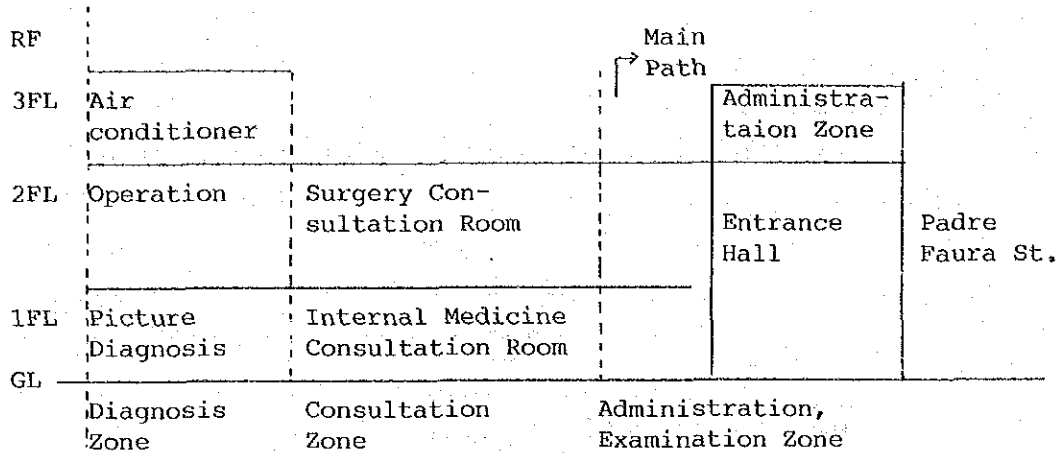 RF
Main
Path
3FL Air
conditioner
Administra-
taion Zone
2FL Operation
Surgery Con-
sultation Room
Entrance
Hall
Padre
Faura St.
1FL Picture
Diagnosis
Internal Medicine
Consultation Room
GL
Diagnosis
Zone
Consultation
Zone
Administration,
Examination Zone